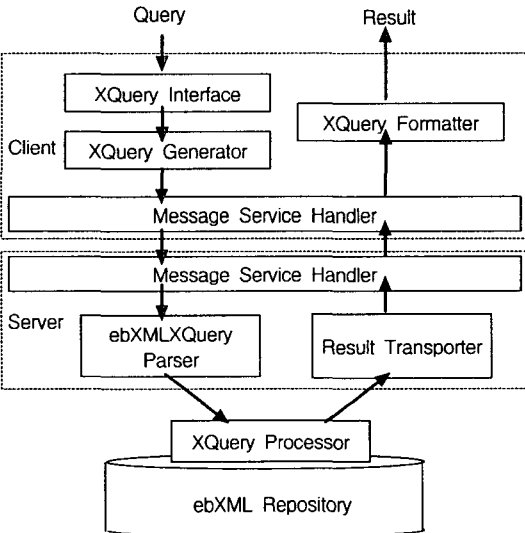 Query
Result
XQuery Interface
XQuery Formatter
Client
XQuery Generator
Message Service Handler
Message Service Handler
Server
ebXMLXQuery
Parser
Result Transporter
XQuery Processor
ebXML Repository